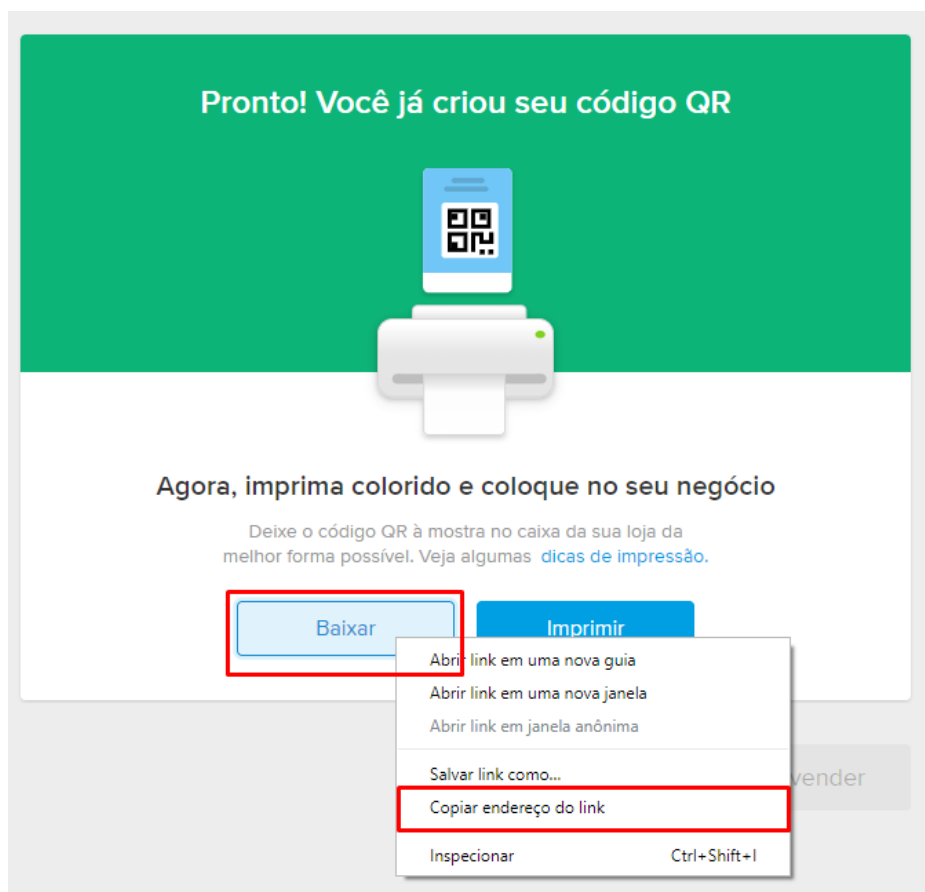 Pronto! Você já criou seu código QR
Agora, imprima colorido e coloque no seu negócio
Deixe o código QR à mostra no caixa da sua loja da
melhor forma possível. Veja algumas dicas de impressão.
Baixar
Imprimir
Abrir link em uma nova guia
Abrir link em uma nova janela
Abrir link em janela anônima
Salvar link como...
vender
Copiar endereço do link
Inspecionar Ctrl+Shift+I